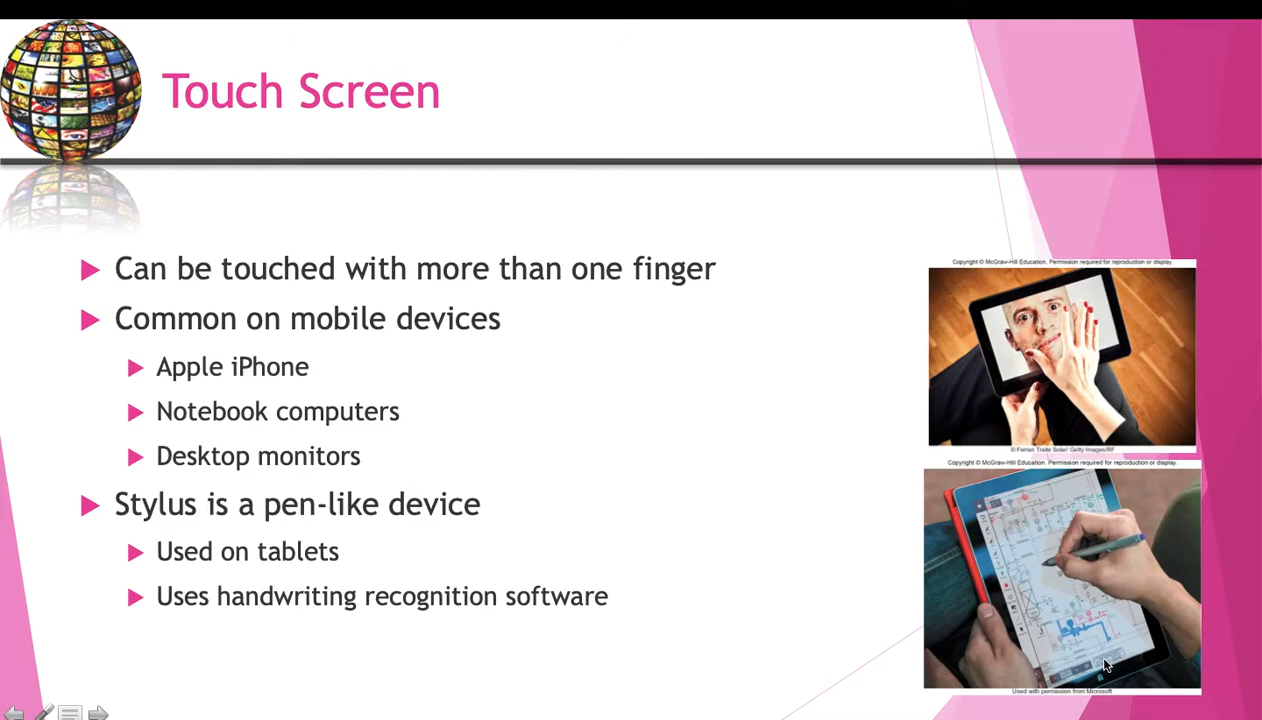 Touch Screen
Can be touched with more than one finger
Common on mobile devices
Apple iPhone
Notebook computers
Desktop monitors
Stylus is a pen-like device
Used on tablets
Uses handwriting recognition software
Copyright © McGraw-Hill Education. Permission required for reproduction or display.
© Ferrari Traite Soler/ Getty Images/RF
Copyright © McGraw-Hill Education. Permission required for reproduction or display.
Used with permission from Microsoft